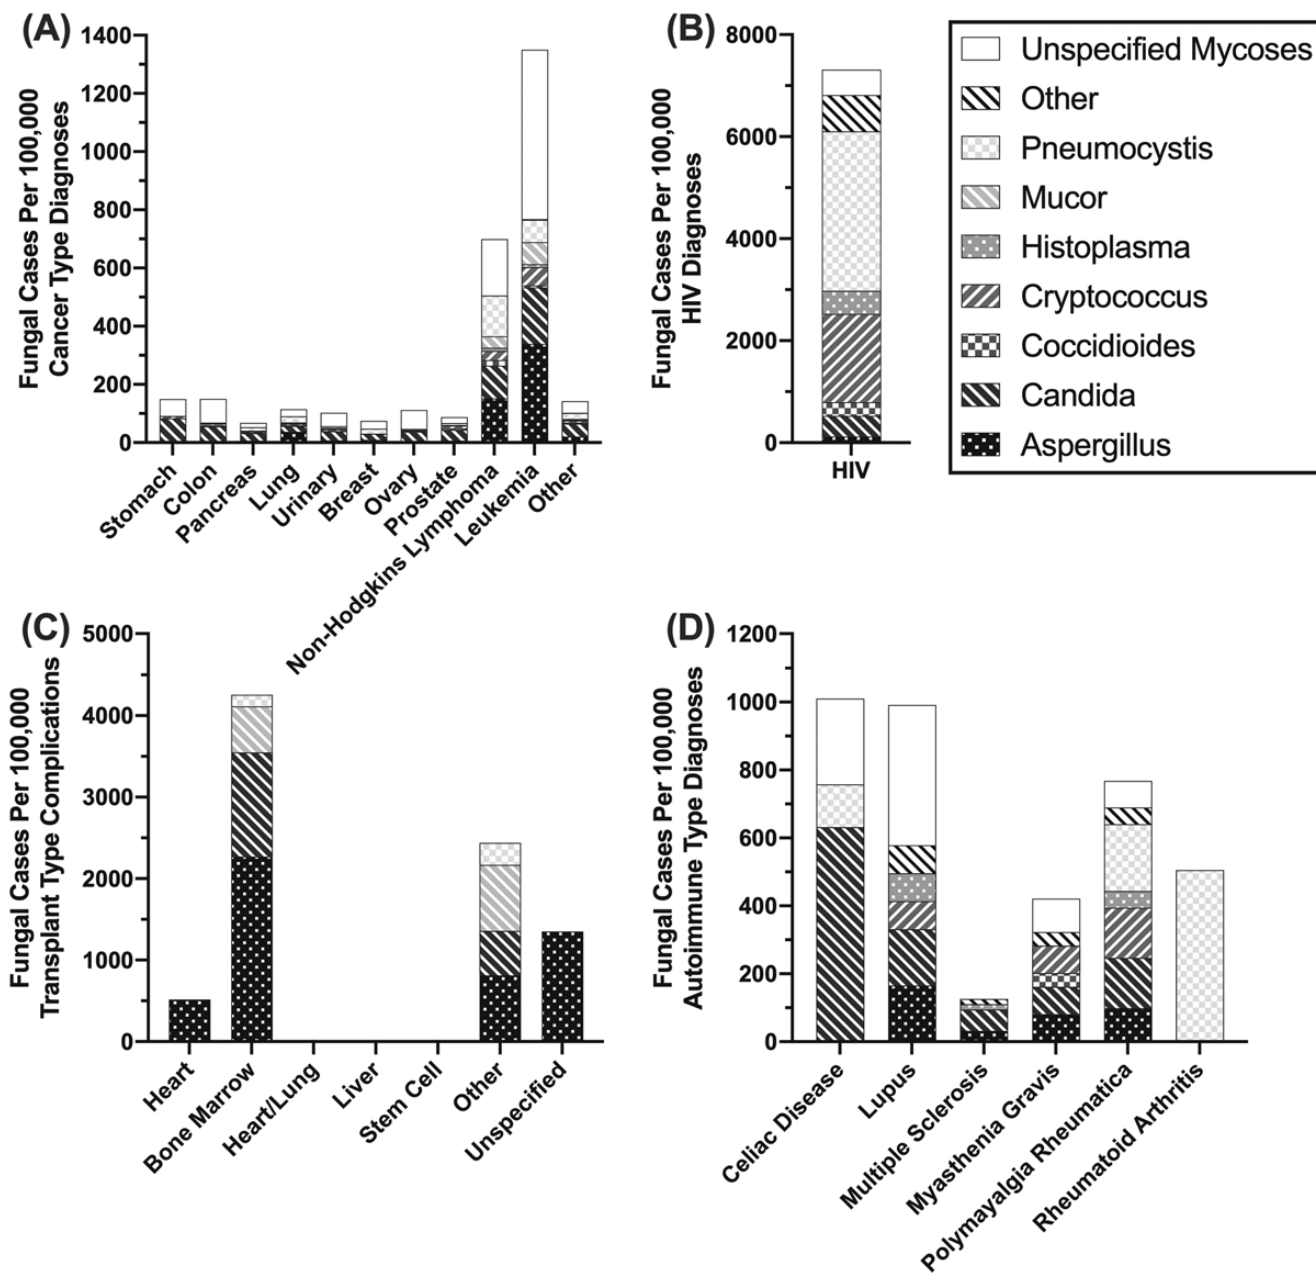 (A)
Fungal Cases Per 100,000
Cancer Type Diagnoses
1400
1200
1000
800
600
400
200
0
Stomach
Colon
Pancreas
Lung
Urinary
Breast
Ovary
Prostate
Non-Hodgkins Lymphoma
Leukemia
Other
(B)
Fungal Cases Per 100,000
HIV Diagnoses
8000
6000
4000
2000
0
HIV
Unspecified Mycoses
Other
Pneumocystis
Mucor
Histoplasma
Cryptococcus
Coccidioides
Candida
Aspergillus
(C)
Fungal Cases Per 100,000
Transplant Type Complications
5000
4000
3000
2000
1000
0
Heart
Bone Marrow
Heart/Lung
Liver
Stem Cell
Other
Unspecified
(D)
Fungal Cases Per 100,000
Autoimmune Type Diagnoses
1200
1000
800
600
400
200
0
Celiac Disease
Lupus
Multiple Sclerosis
Myasthenia Gravis
Polymayalgia Rheumatica
Rheumatoid Arthritis